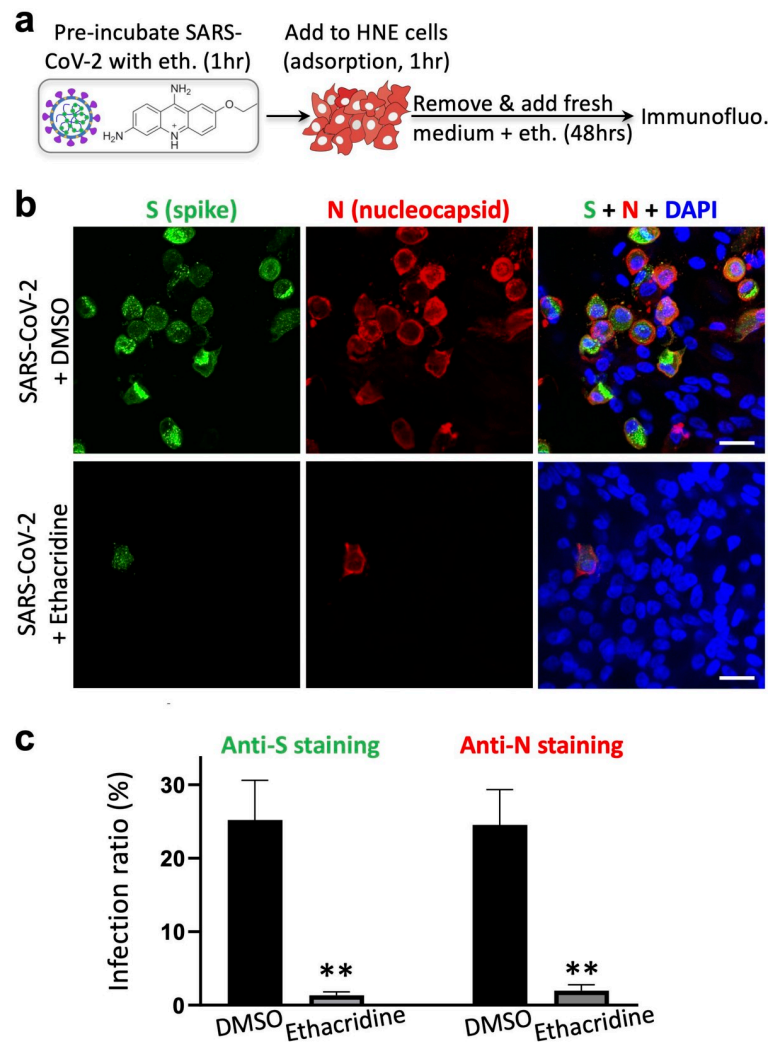 a
Pre-incubate SARS-
CoV-2 with eth. (1hr)
Add to HNE cells
(adsorption, 1hr)
NH₂
O
H₂N
N
+
H
Remove & add fresh
medium + eth. (48hrs)
Immunofluo.
b
S (spike)
N (nucleocapsid)
S + N + DAPI
SARS-CoV-2
+ DMSO
SARS-CoV-2
+ Ethacridine
c
Anti-S staining
Anti-N staining
Infection ratio (%)
30
20
10
0
**
**
DMSO
Ethacridine
DMSO
Ethacridine